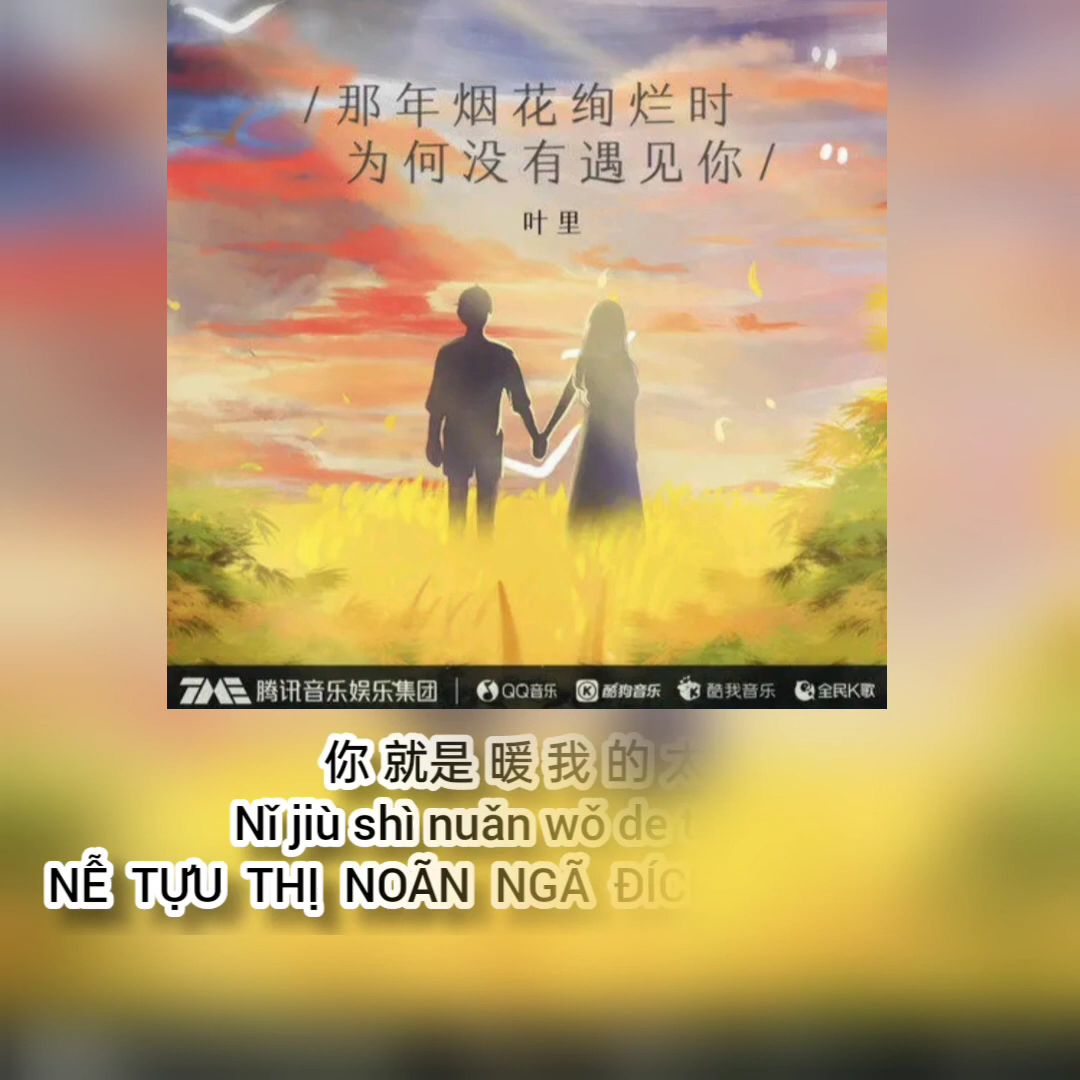 /那年烟花绚烂时
为何没有遇见你/
叶里
TME 腾讯音乐娱乐集团 | QQ音乐 酷狗音乐 酷我音乐 全民K歌
你 就是 暖 我 的 太
Nǐ jiù shì nuǎn wǒ de t
NỄ TỰU THỊ NOÃN NGÃ ĐÍC